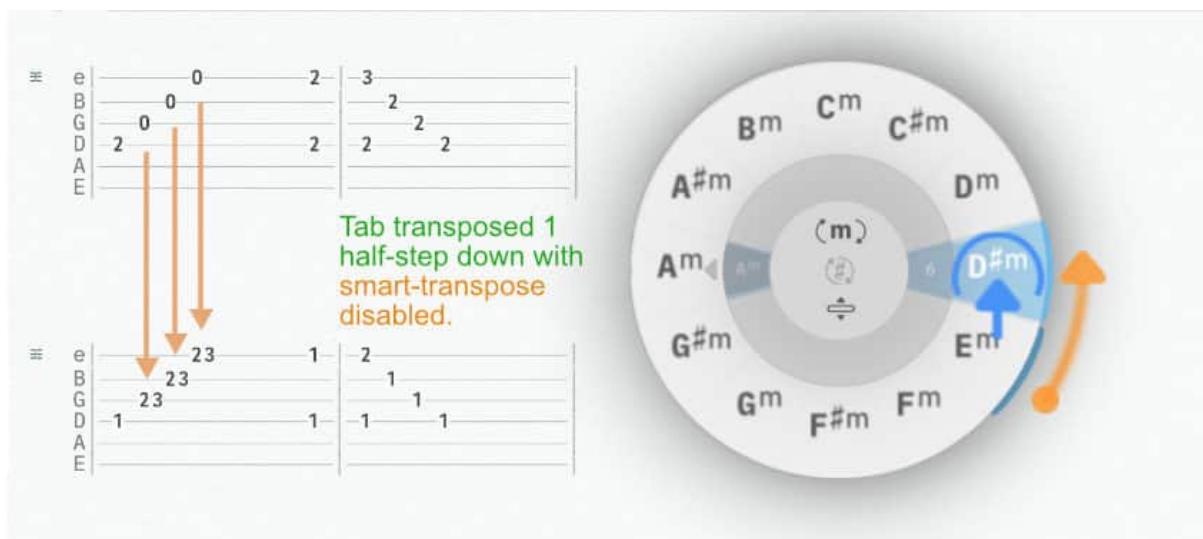 e 0 2 3
B 0 2
G 0 2
D 2 2 2 2
A
E
Tab transposed 1
half-step down with
smart-transpose
disabled.
e 23 1 2
B 23 1
G 23 1
D 1 1 1 1
A
E
Cm
C#m
Dm
D#m
Em
Fm
F#m
Gm
G#m
Am
A#m
Bm
(m)
#
Am
6